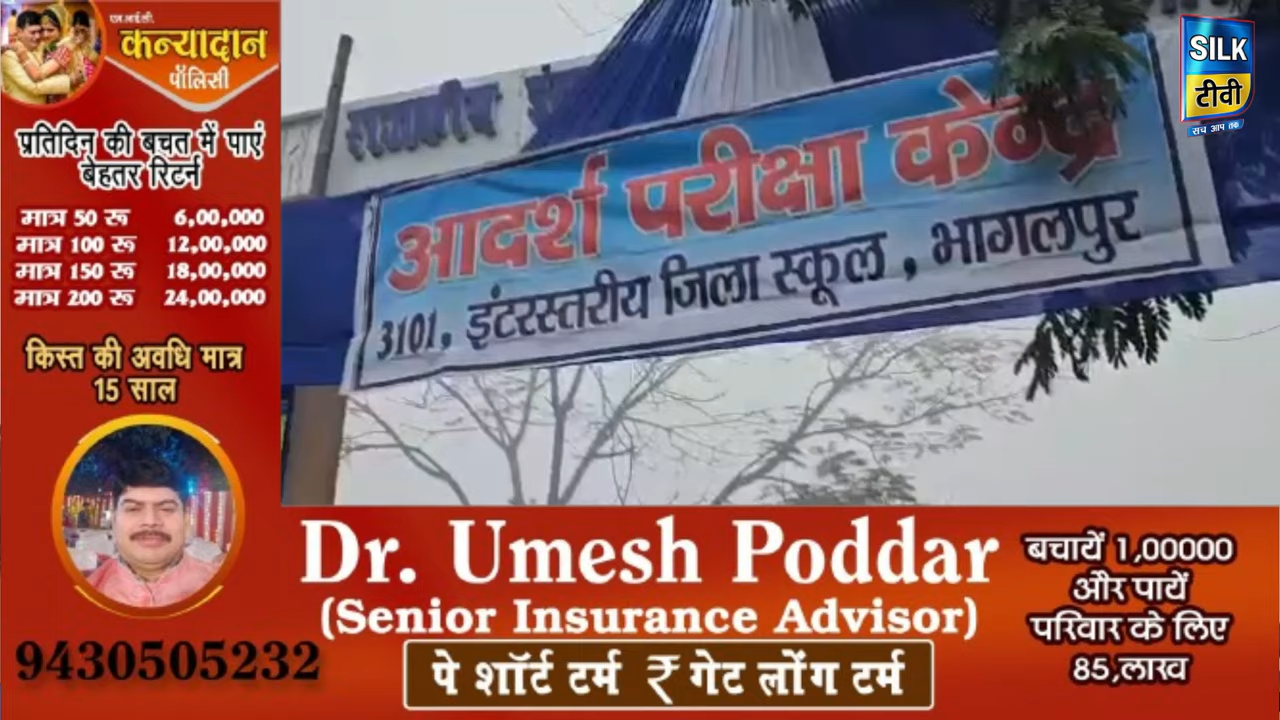 एल.आई.सी.
कन्यादान
पॉलिसी
प्रतिदिन की बचत में पाएं
बेहतर रिटर्न
मात्र 50 रू 6,00,000
मात्र 100 रू 12,00,000
मात्र 150 रू 18,00,000
मात्र 200 रू 24,00,000
किस्त की अवधि मात्र
15 साल
9430505232
राजकीय
आदर्श परीक्षा केन्द्र
3101, इंटरस्तरीय जिला स्कूल , भागलपुर
SILK
टीवी
सच आप तक
Dr. Umesh Poddar
(Senior Insurance Advisor)
पे शॉर्ट टर्म ₹ गेट लोंग टर्म
बचायें 1,00000
और पायें
परिवार के लिए
85,लाख